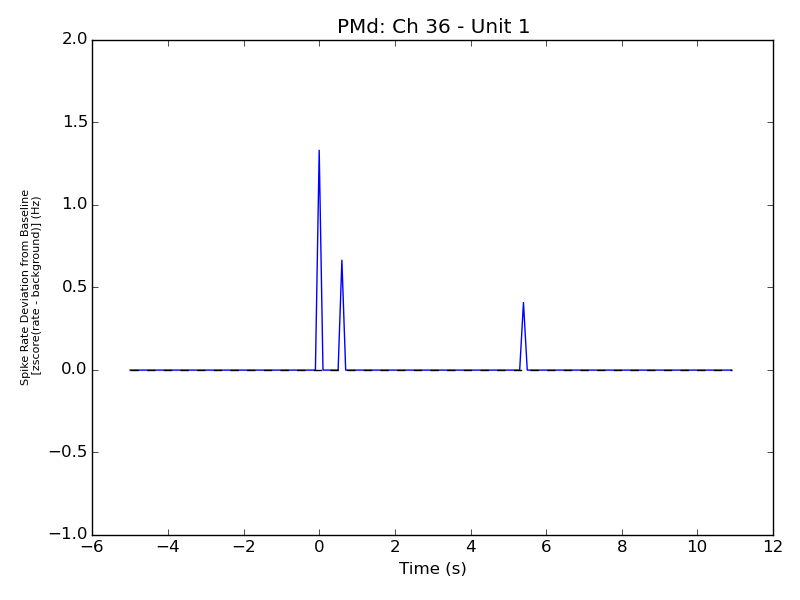 PMd: Ch 36 - Unit 1
2.0
1.5
1.0
0.5
0.0
−0.5
−1.0
Spike Rate Deviation from Baseline
[zscore(rate - background)] (Hz)
−6 −4 −2 0 2 4 6 8 10 12
Time (s)